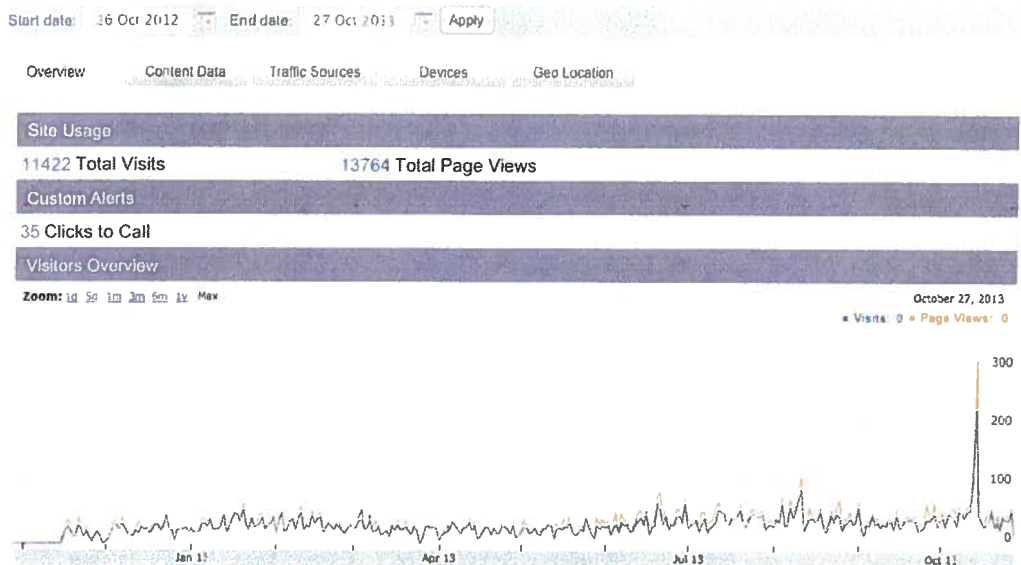 Start date: 26 Oct 2012 End date: 27 Oct 2013 Apply
Overview Content Data Traffic Sources Devices Geo Location
Site Usage
11422 Total Visits 13764 Total Page Views
Custom Alerts
35 Clicks to Call
Visitors Overview
Zoom: 1d 5d 1m 3m 6m 1y Max
October 27, 2013
Visits: 0 Page Views: 0
300
200
100
0
Jan 13 Apr 13 Jul 13 Oct 13